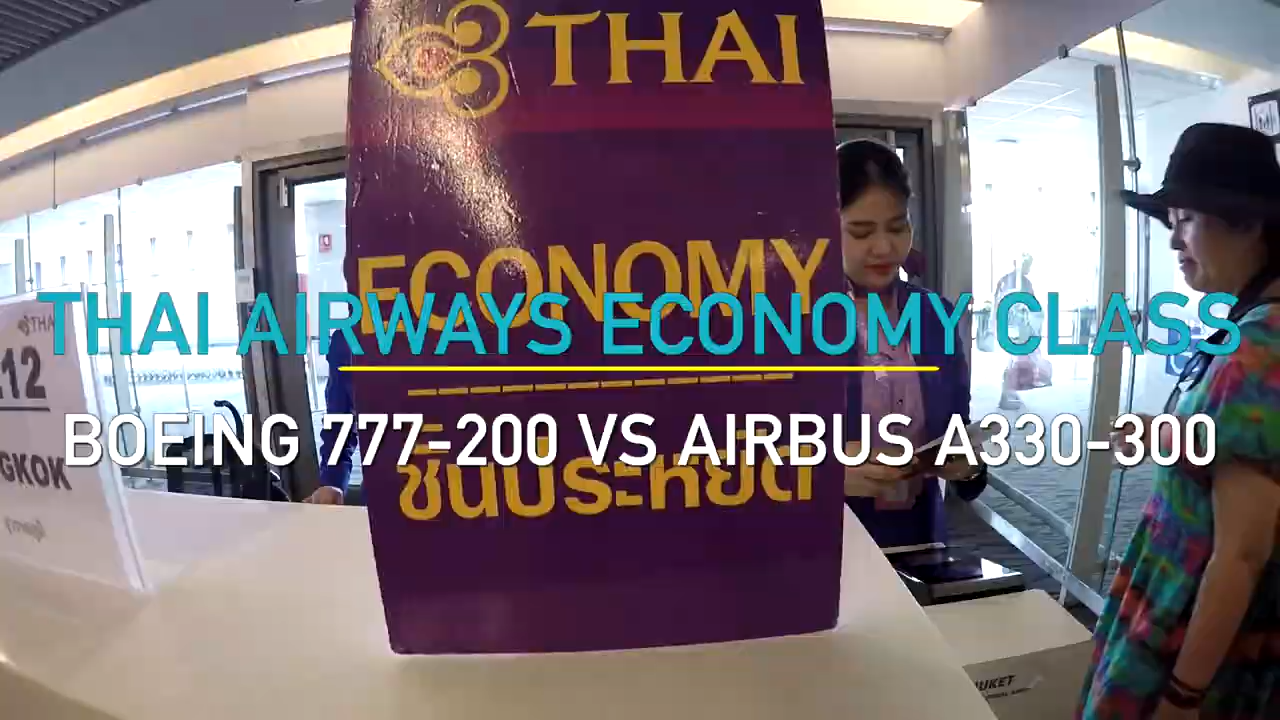 THAI
ECONOMY
THAI AIRWAYS ECONOMY CLASS
BOEING 777-200 VS AIRBUS A330-300
ชั้นประหยัด
THA
12
GKOK
UKET